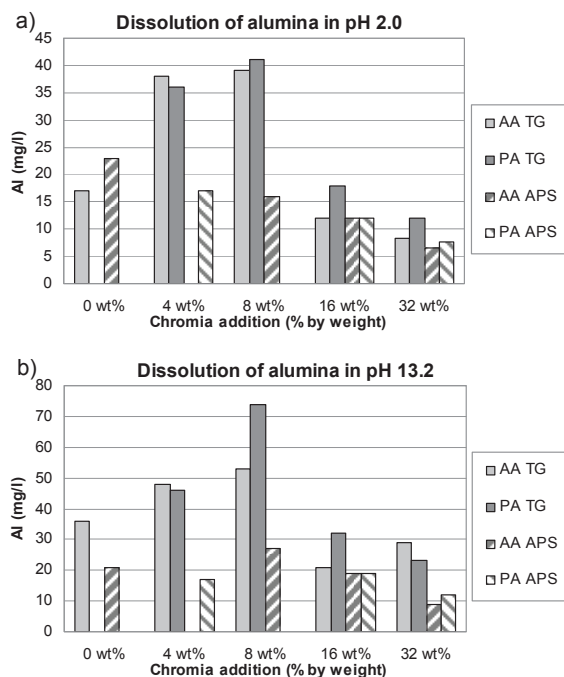 a)
Dissolution of alumina in pH 2.0
45
40
35
30
25
20
15
10
5
0
Al (mg/l)
0 wt% 4 wt% 8 wt% 16 wt% 32 wt%
Chromia addition (% by weight)
AA TG
PA TG
AA APS
PA APS
b)
Dissolution of alumina in pH 13.2
80
70
60
50
40
30
20
10
0
Al (mg/l)
0 wt% 4 wt% 8 wt% 16 wt% 32 wt%
Chromia addition (% by weight)
AA TG
PA TG
AA APS
PA APS